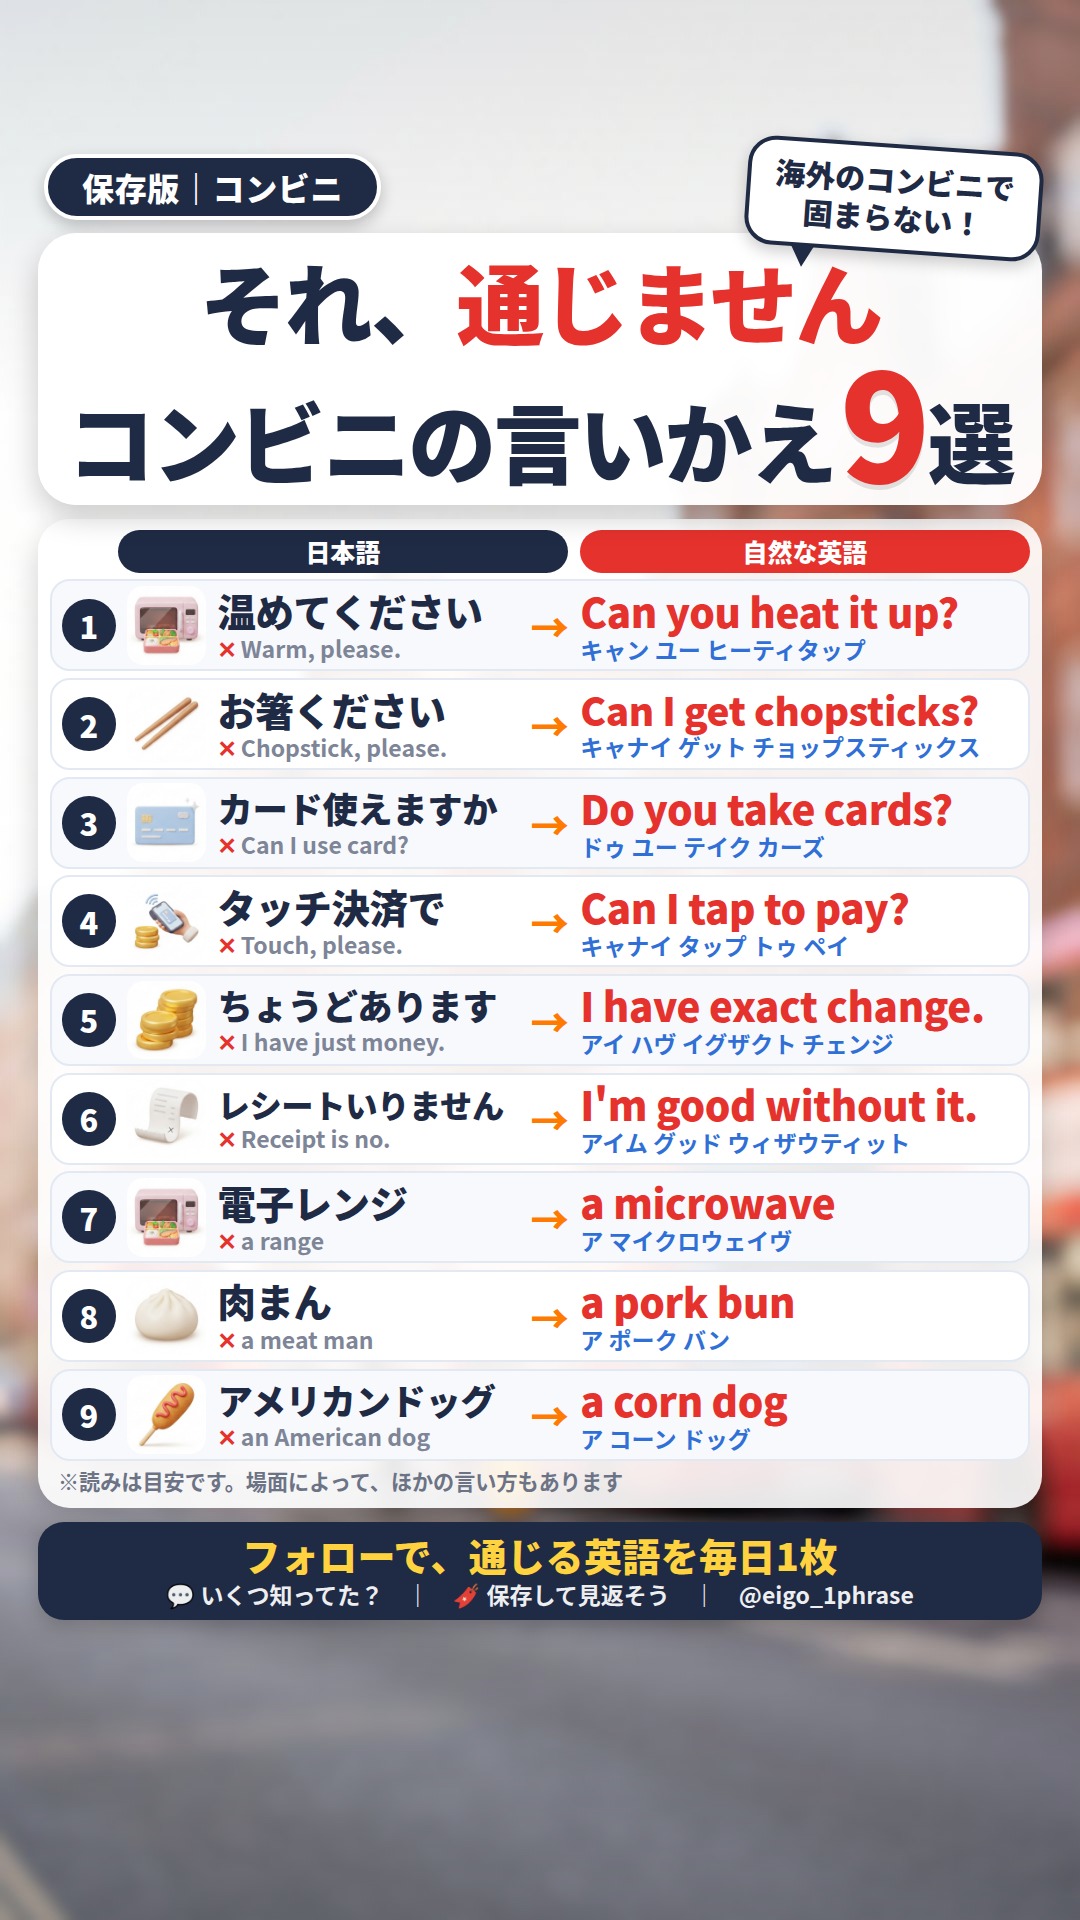 保存版｜コンビニ
海外のコンビニで
固まらない！
それ、通じません
コンビニの言いかえ9選
日本語
自然な英語
1 温めてください → Can you heat it up?
× Warm, please. キャン ユー ヒーティタップ
2 お箸ください → Can I get chopsticks?
× Chopstick, please. キャナイ ゲット チョップスティックス
3 カード使えますか → Do you take cards?
× Can I use card? ドゥ ユー テイク カーズ
4 タッチ決済で → Can I tap to pay?
× Touch, please. キャナイ タップ トゥ ペイ
5 ちょうどあります → I have exact change.
× I have just money. アイ ハヴ イグザクト チェンジ
6 レシートいりません → I'm good without it.
× Receipt is no. アイム グッド ウィザウティット
7 電子レンジ → a microwave
× a range ア マイクロウェイヴ
8 肉まん → a pork bun
× a meat man ア ポーク バン
9 アメリカンドッグ → a corn dog
× an American dog ア コーン ドッグ
※読みは目安です。場面によって、ほかの言い方もあります
フォローで、通じる英語を毎日1枚
💬 いくつ知ってた？ ｜ 🔖 保存して見返そう ｜ @eigo_1phrase